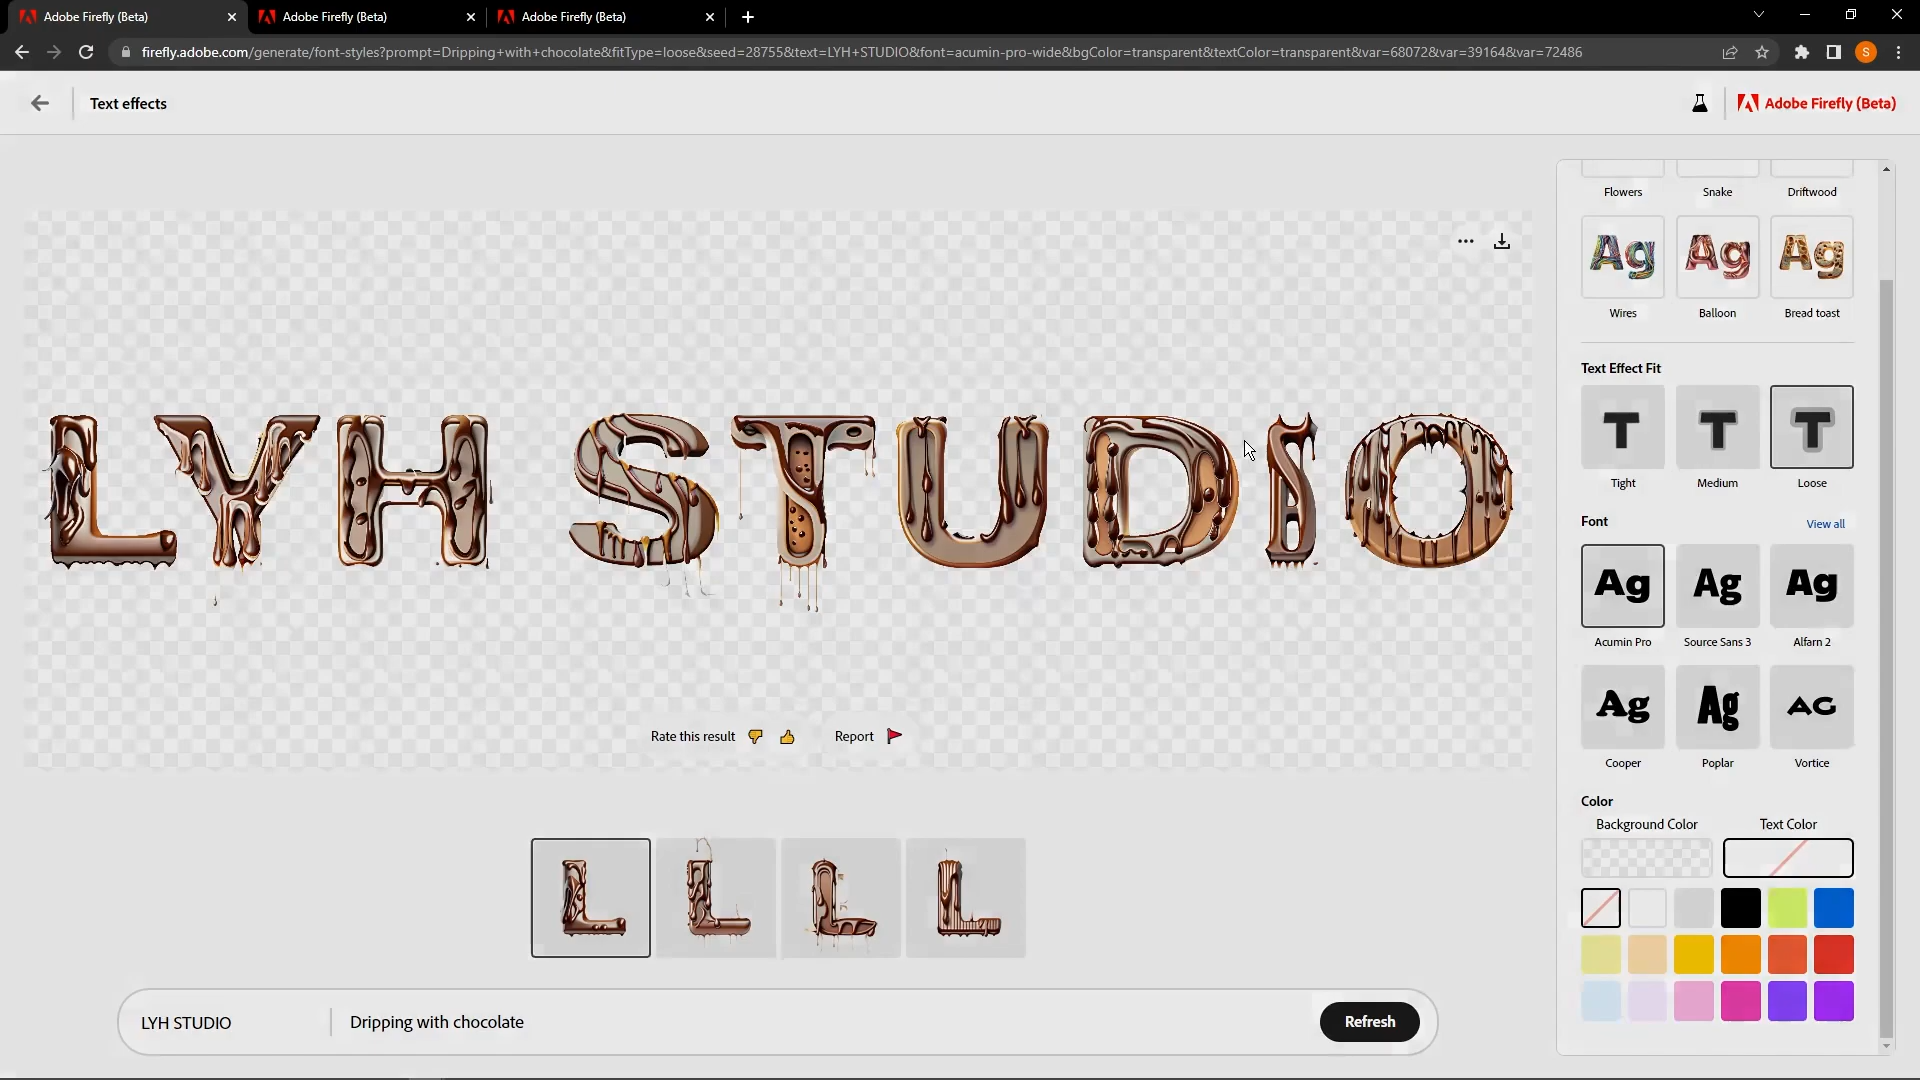 Adobe Firefly (Beta)
Adobe Firefly (Beta)
Adobe Firefly (Beta)
firefly.adobe.com/generate/font-styles?prompt=Dripping+with+chocolate&fitType=loose&seed=28755&text=LYH+STUDIO&font=acumin-pro-wide&bgColor=transparent&textColor=transparent&var=68072&var=39164&var=72486
S
Text effects
Adobe Firefly (Beta)
Flowers Snake Driftwood
Ag Ag Ag
Wires Balloon Bread toast
LYH STUDIO
Text Effect Fit
T T T
Tight Medium Loose
Font View all
Ag Ag Ag
Acumin Pro Source Sans 3 Alfarn 2
Ag Ag AG
Cooper Poplar Vortice
Rate this result Report
Color
Background Color Text Color
L L L L
LYH STUDIO Dripping with chocolate Refresh